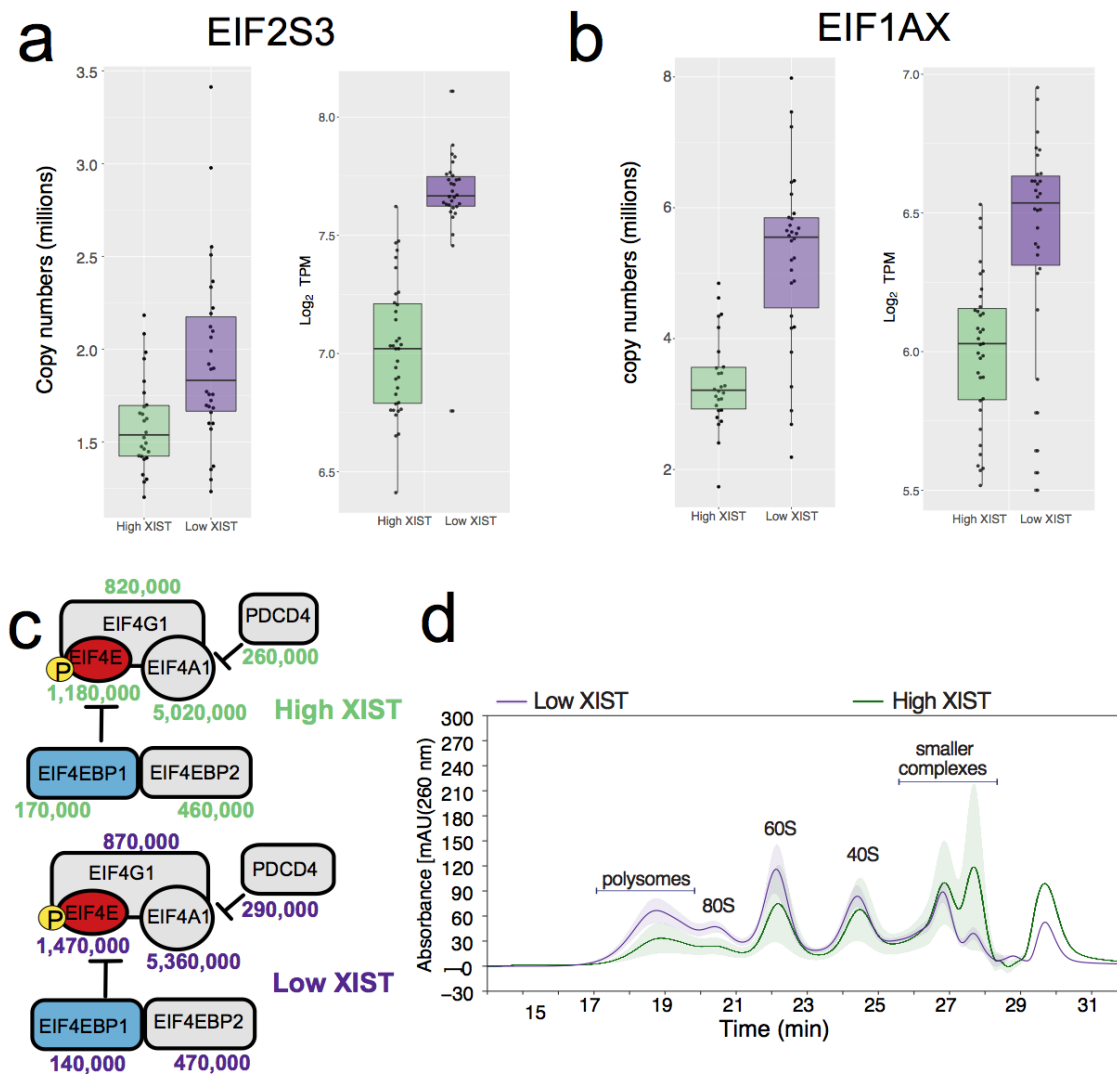 a
EIF2S3
Copy numbers (millions)
3.5
3.0
2.5
2.0
1.5
High XIST
Low XIST
Log2 TPM
8.0
7.5
7.0
6.5
High XIST
Low XIST
b
EIF1AX
copy numbers (millions)
8
6
4
2
High XIST
Low XIST
Log2 TPM
7.0
6.5
6.0
5.5
High XIST
Low XIST
c
820,000
EIF4G1
PDCD4
P
EIF4E
EIF4A1
260,000
1,180,000
5,020,000
High XIST
EIF4EBP1
EIF4EBP2
170,000
460,000
870,000
EIF4G1
PDCD4
P
EIF4E
EIF4A1
290,000
1,470,000
5,360,000
Low XIST
EIF4EBP1
EIF4EBP2
140,000
470,000
d
Low XIST
High XIST
Absorbance [mAU(260 nm)
300
270
240
210
180
150
120
90
60
30
–0
–30
polysomes
80S
60S
40S
smaller
complexes
15
17
19
21
23
25
27
29
31
Time (min)